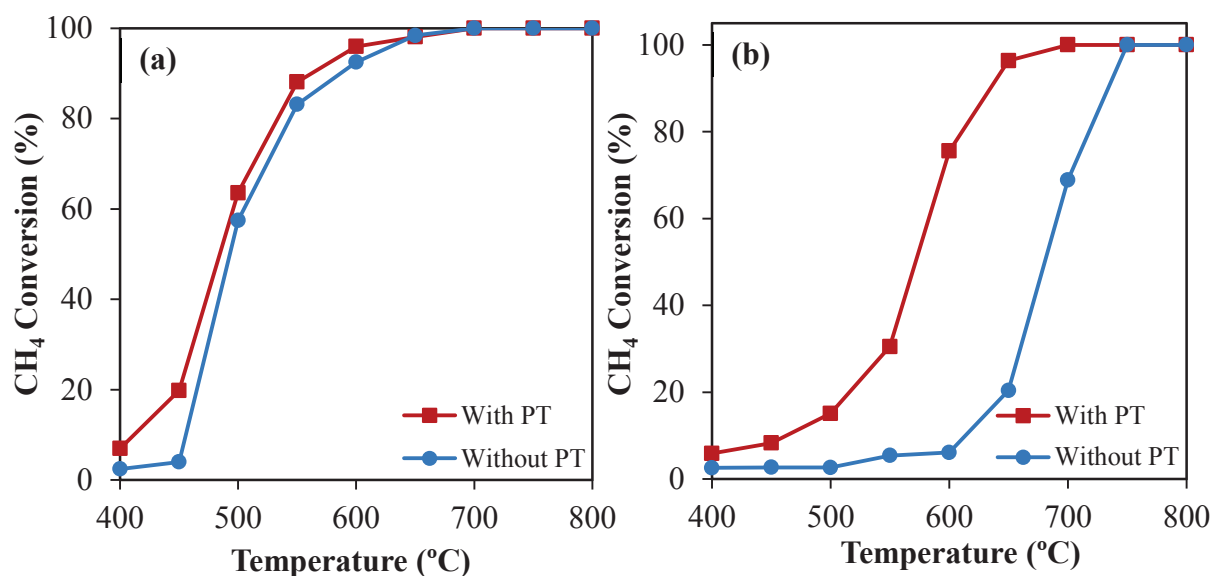 (a)
CH₄ Conversion (%)
100
80
60
40
20
0
With PT
Without PT
400 500 600 700 800
Temperature (ºC)
(b)
CH₄ Conversion (%)
100
80
60
40
20
0
With PT
Without PT
400 500 600 700 800
Temperature (ºC)